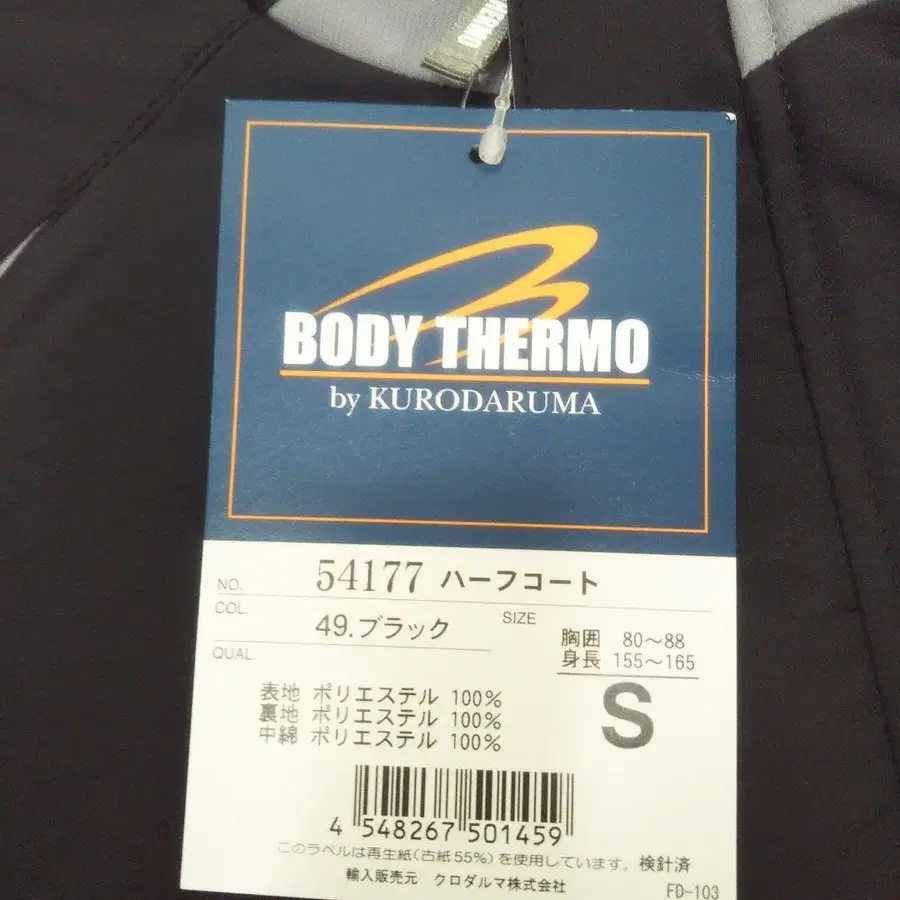 BODY THERMO
by KURODARUMA
NO. 54177 ハーフコート
COL 49.ブラック
SIZE
胸囲 80～88
身長 155～165
S
QUAL.
表地 ポリエステル 100%
裏地 ポリエステル 100%
中綿 ポリエステル 100%
4 548267 501459
このラベルは再生紙(古紙55%)を使用しています。 検針済
輸入販売元 クロダルマ株式会社
FD-103